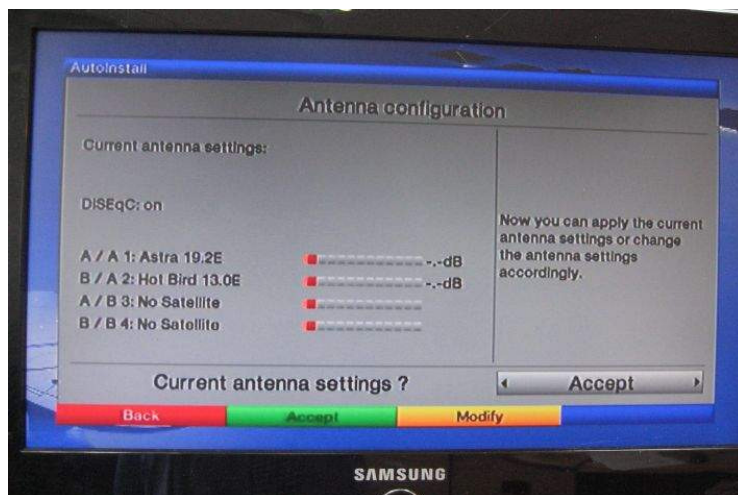 AutoInstall
Antenna configuration
Current antenna settings:
DISEqC: on
A / A 1: Astra 19.2E -.-dB
B / A 2: Hot Bird 13.0E -.-dB
A / B 3: No Satellite
B / B 4: No Satellite
Now you can apply the current
antenna settings or change
the antenna settings
accordingly.
Current antenna settings ? Accept
Back Accept Modify
SAMSUNG